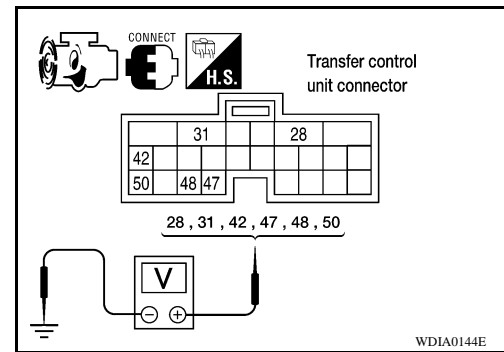 CONNECT
H.S.
Transfer control
unit connector
31 28
42
50 48 47
28 , 31 , 42 , 47 , 48 , 50
V
− +
WDIA0144E